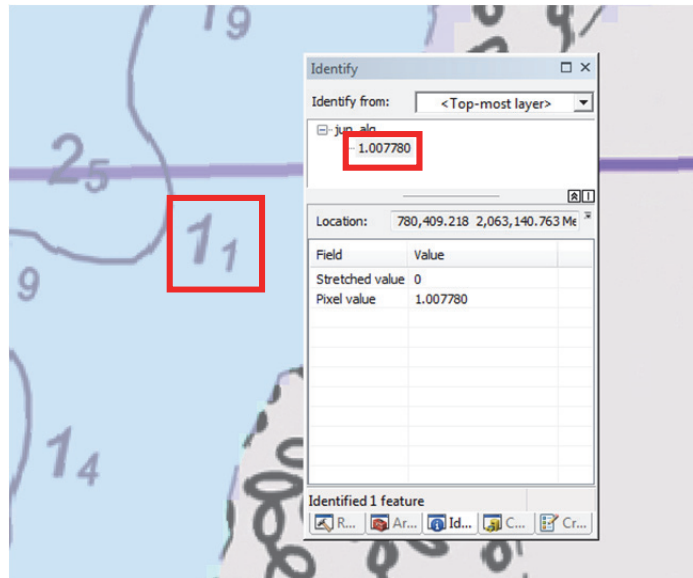 19
2₅
1₁
9
1₄
Identify
Identify from: <Top-most layer>
jun_alg
1.007780
Location: 780,409.218 2,063,140.763 Me
Field Value
Stretched value 0
Pixel value 1.007780
Identified 1 feature
R... Ar... Id... C... Cr...